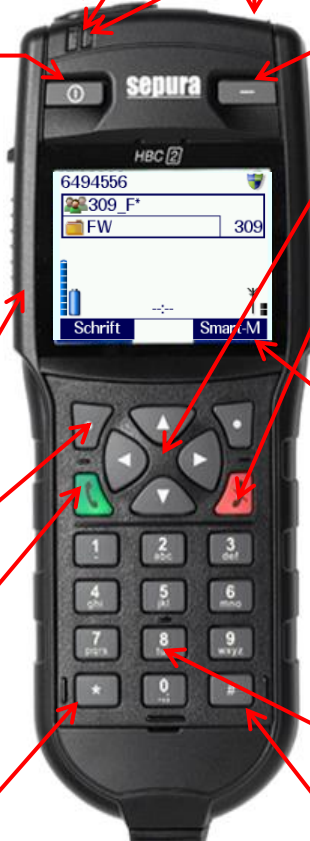 sepura
HBC 2
6494556
309_F*
FW 309
--:--
Schrift Smart-M
1 2 abc 3 def
4 ghi 5 jkl 6 mno
7 pqrs 8 9 wxyz
* 0 #